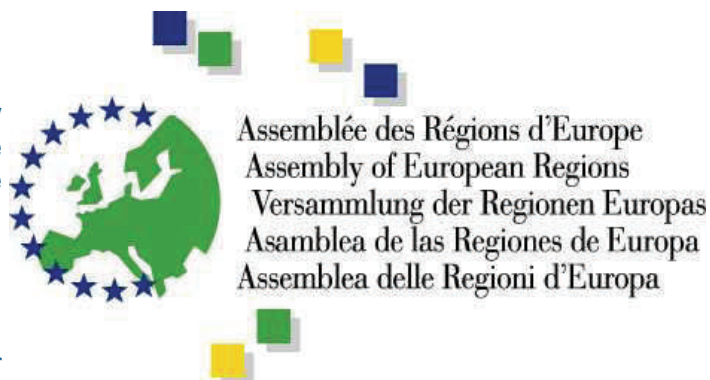 Assemblée des Régions d'Europe
Assembly of European Regions
Versammlung der Regionen Europas
Asamblea de las Regiones de Europa
Assemblea delle Regioni d'Europa